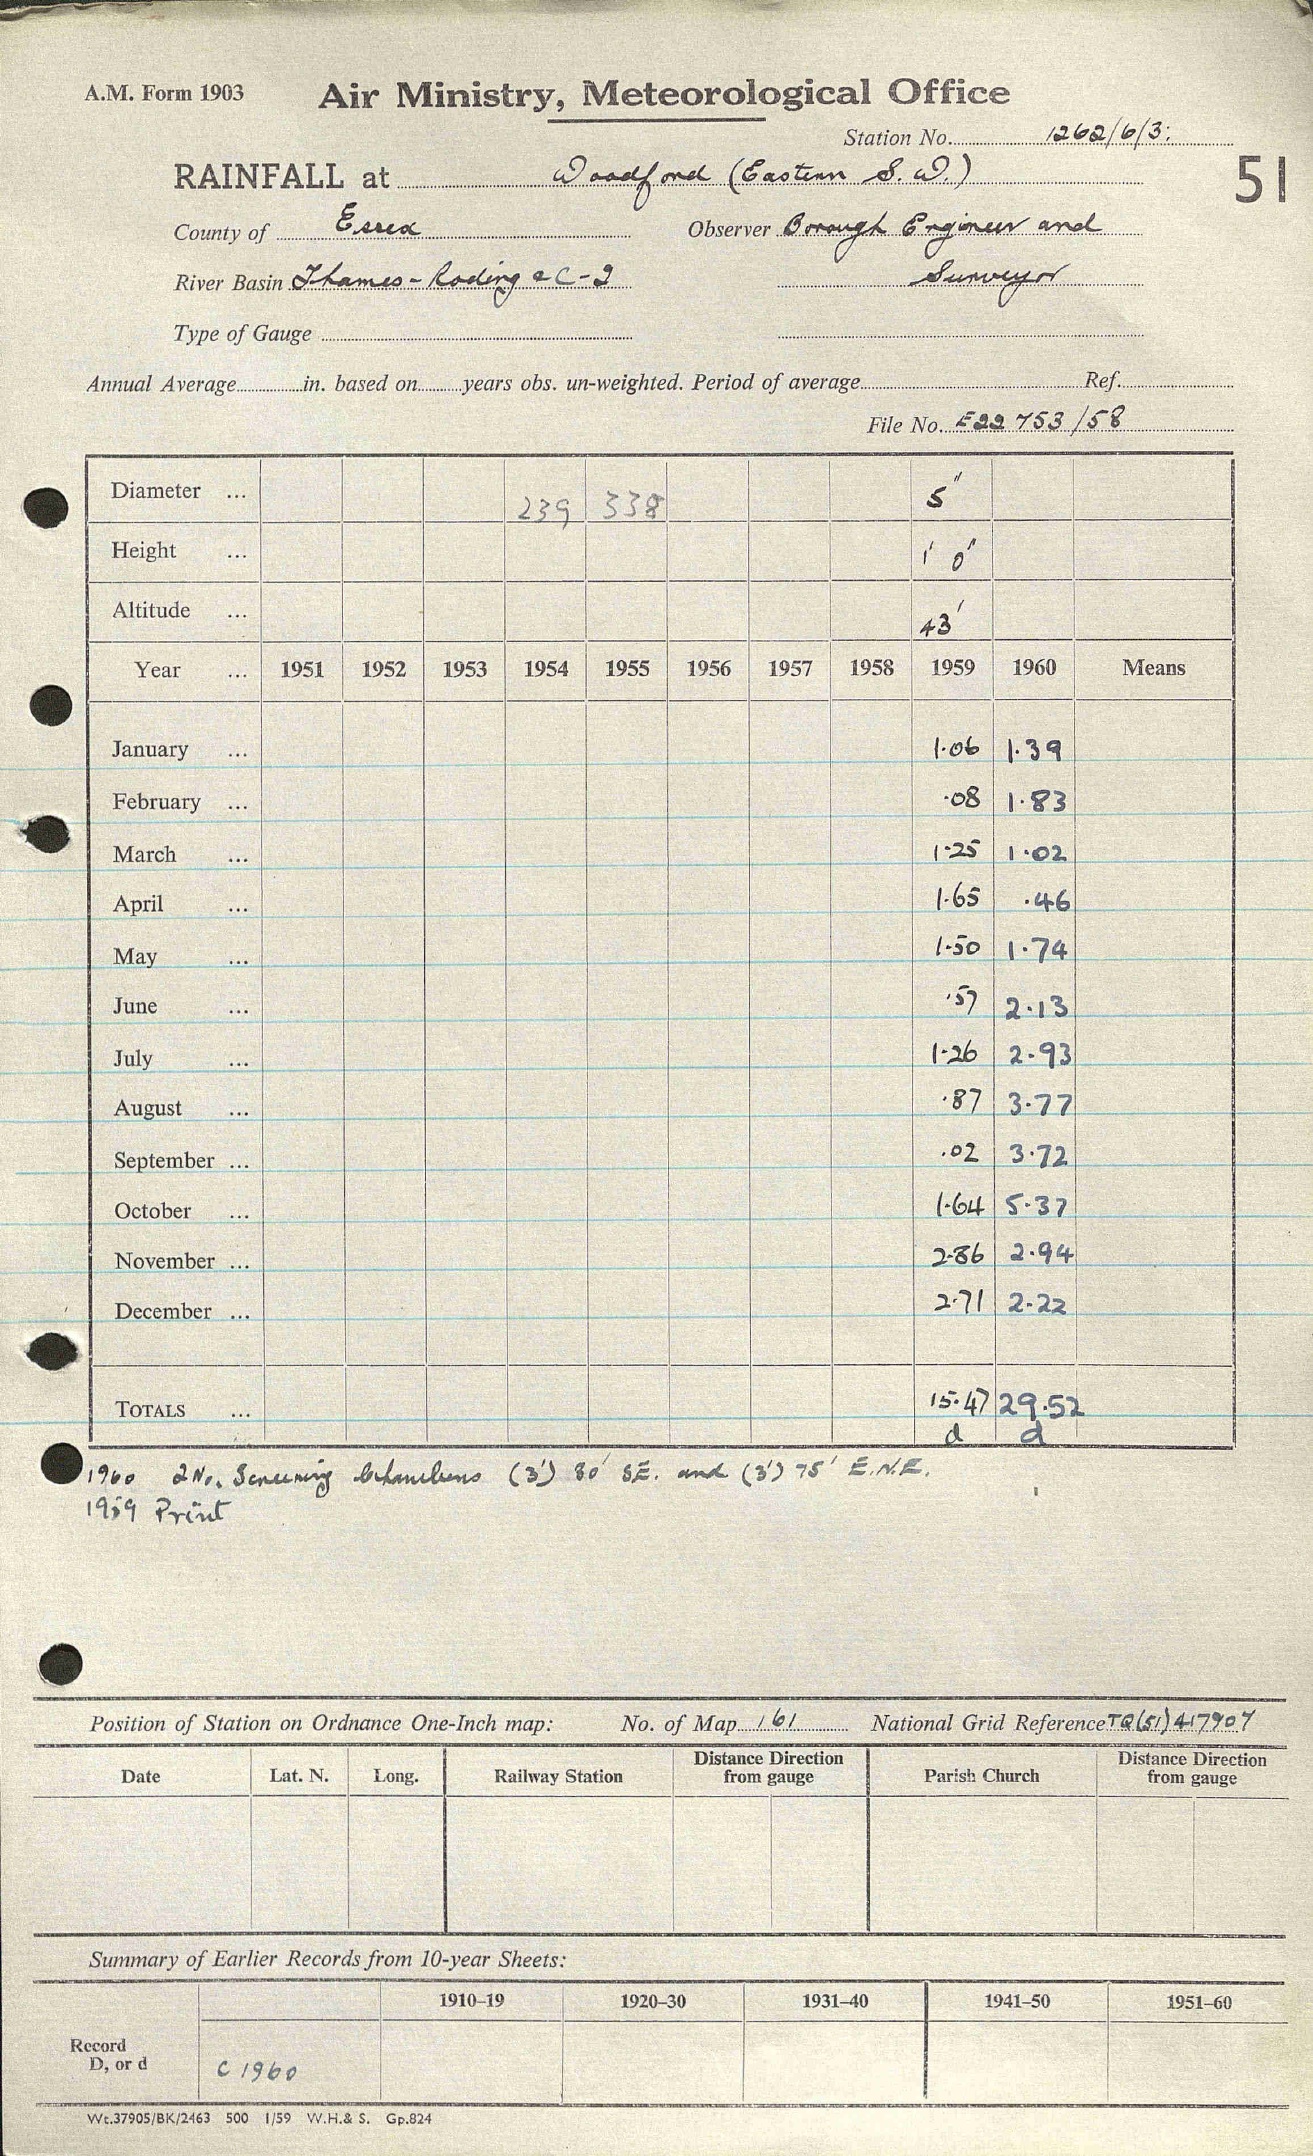 A.M. Form 1903 Air Ministry, Meteorological Office
Station No. 1262/6/3.
RAINFALL at Woodford (Eastern S.W.) 51
County of Essex Observer Borough Engineer and
River Basin Thames - Roding & C-2 Surveyor
Type of Gauge
Annual Average in. based on years obs. un-weighted. Period of average Ref.
File No. E22 753/58
Diameter ... 239 338 5"
Height ... 1' 0"
Altitude ... 43'
Year ... 1951 1952 1953 1954 1955 1956 1957 1958 1959 1960 Means
January ... 1.06 1.39
February ... .08 1.83
March ... 1.25 1.02
April ... 1.65 .46
May ... 1.50 1.74
June ... .57 2.13
July ... 1.26 2.93
August ... .87 3.77
September ... .02 3.72
October ... 1.64 5.37
November ... 2.86 2.94
December ... 2.71 2.22
TOTALS ... 15.47 29.52
d d
1960 2 No. Screening Chambers (3') 80' SE. and (3') 75' E.N.E.
1959 Print
Position of Station on Ordnance One-Inch map: No. of Map 161 National Grid Reference TQ(51)417907
Date Lat. N. Long. Railway Station Distance Direction from gauge Parish Church Distance Direction from gauge
Summary of Earlier Records from 10-year Sheets:
1910–19 1920–30 1931–40 1941–50 1951–60
Record
D, or d C 1960
Wt.37905/BK/2463 500 1/59 W.H.& S. Gp.824